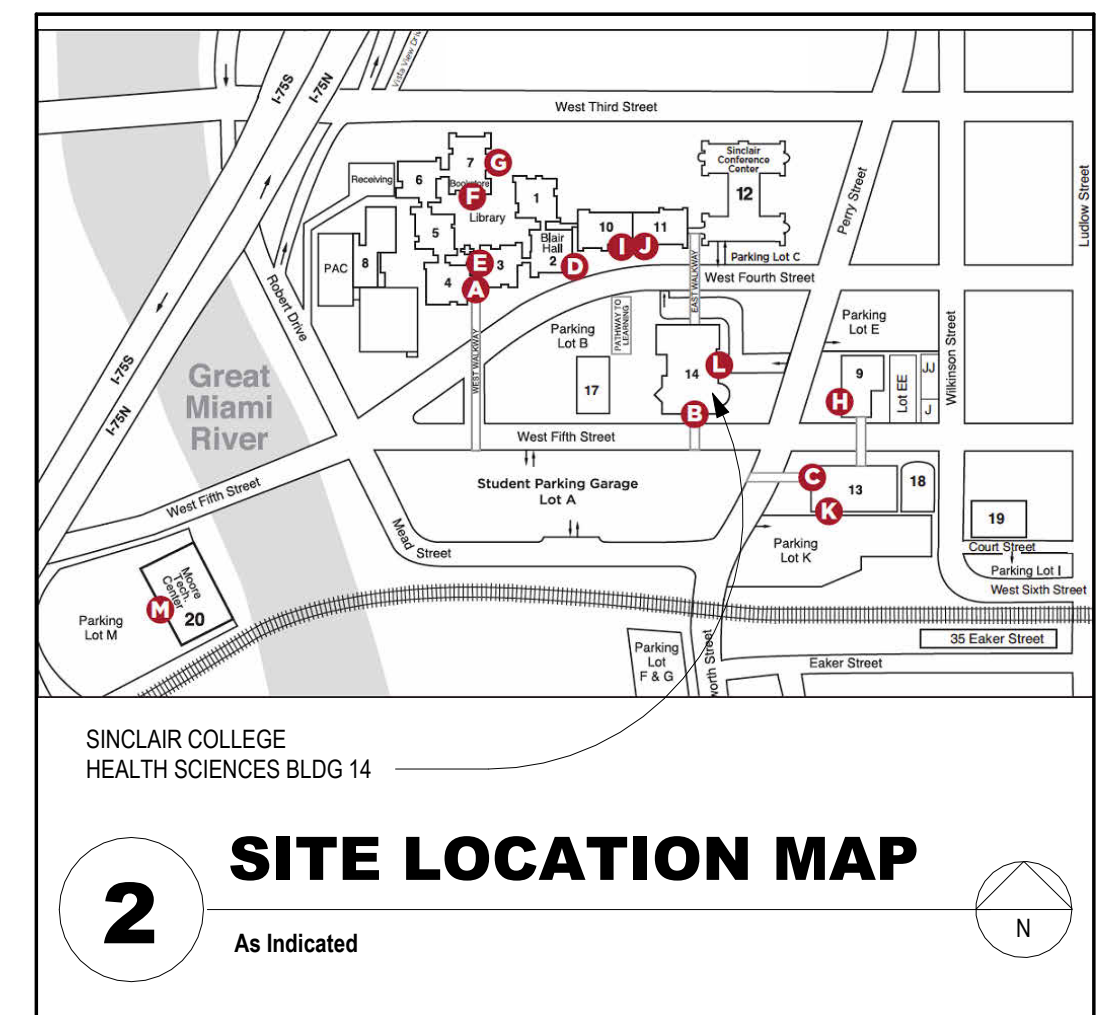 Vista View Drive
I-75S
I-75N
West Third Street
Sinclair
Conference
Center
12
7
G
Receiving
6
Bookstore
F
1
Library
Perry Street
Ludlow Street
5
10
11
Blair
Hall
2
I
J
E
3
D
Parking Lot C
PAC
8
4
A
West Fourth Street
Robert Drive
EAST WALKWAY
PATHWAY TO
LEARNING
Parking
Lot B
Parking
Lot E
I-75S
I-75N
Great
Miami
River
WEST WALKWAY
17
14
L
B
9
H
Lot EE
JJ
J
Wilkinson Street
West Fifth Street
West Fifth Street
Student Parking Garage
Lot A
C
13
18
K
19
Mead Street
Parking
Lot K
Court Street
Parking Lot I
West Sixth Street
Moore
Tech.
Center
M
20
Parking
Lot M
35 Eaker Street
Parking
Lot
F & G
worth Street
Eaker Street
SINCLAIR COLLEGE
HEALTH SCIENCES BLDG 14
2
SITE LOCATION MAP
As Indicated
N